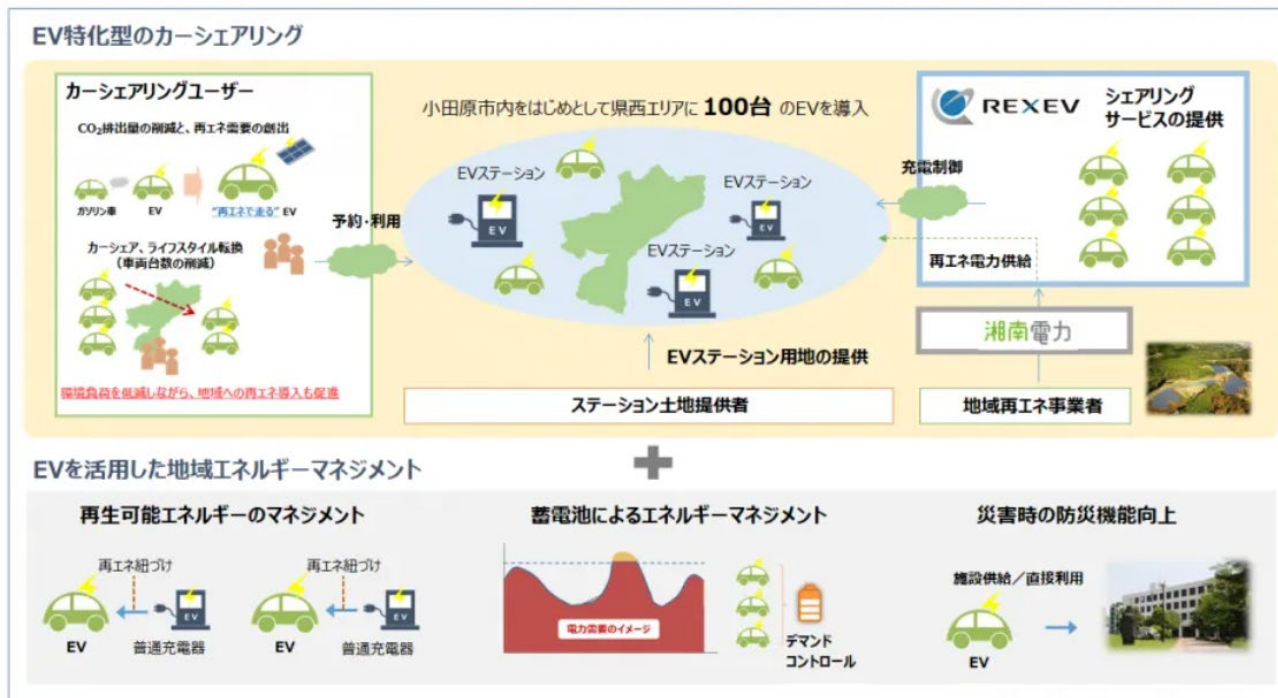 EV特化型のカーシェアリング
カーシェアリングユーザー
CO₂排出量の削減と、再エネ需要の創出
ガソリン車
EV
"再エネで走る" EV
カーシェア、ライフスタイル転換
（車両台数の削減）
環境負荷を低減しながら、地域への再エネ導入も促進
予約・利用
小田原市内をはじめとして県西エリアに 100台 のEVを導入
EVステーション
EV
EVステーション
EV
EVステーション
EV
充電制御
REXEV
シェアリング
サービスの提供
再エネ電力供給
湘南電力
EVステーション用地の提供
ステーション土地提供者
地域再エネ事業者
EVを活用した地域エネルギーマネジメント
再生可能エネルギーのマネジメント
再エネ紐づけ
EV
EV
普通充電器
再エネ紐づけ
EV
EV
普通充電器
蓄電池によるエネルギーマネジメント
電力需要のイメージ
デマンド
コントロール
災害時の防災機能向上
施設供給／直接利用
EV